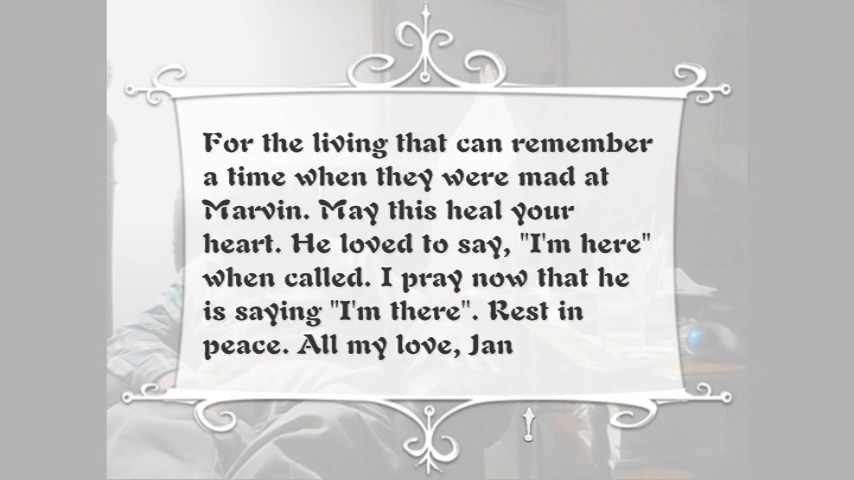 For the living that can remember
a time when they were mad at
Marvin. May this heal your
heart. He loved to say, "I'm here"
when called. I pray now that he
is saying "I'm there". Rest in
peace. All my love, Jan